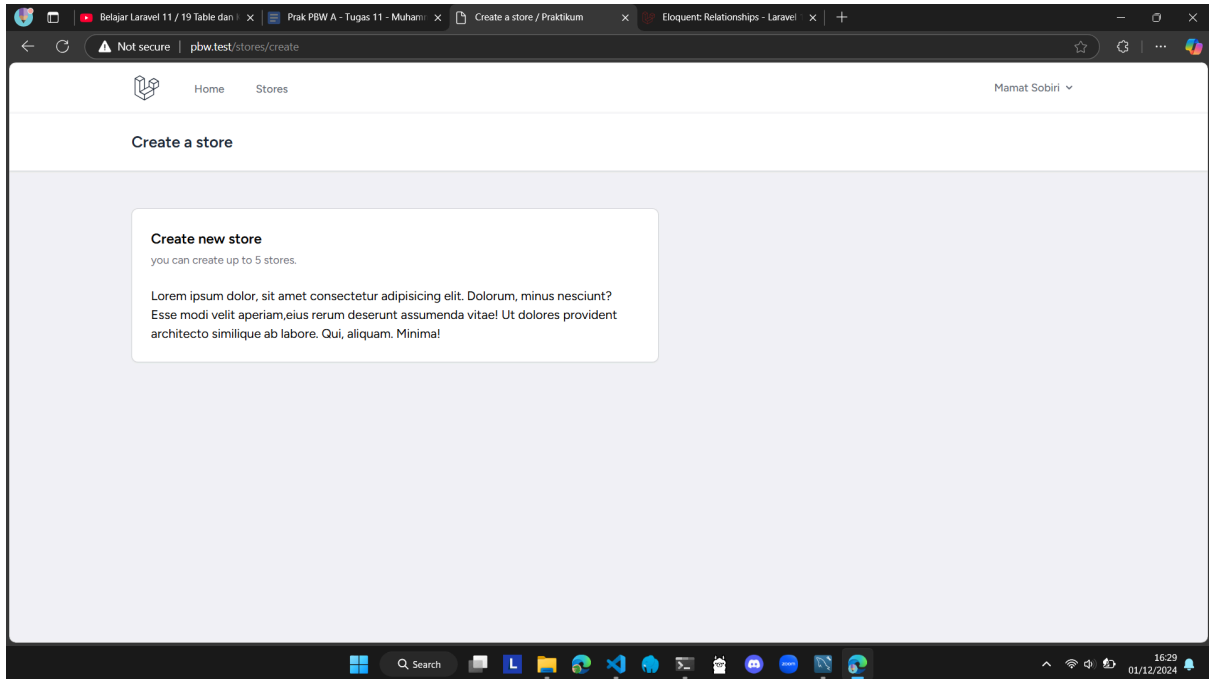 Belajar Laravel 11 / 19 Table dan
Prak PBW A - Tugas 11 - Muhamm
Create a store / Praktikum
Eloquent: Relationships - Laravel
Not secure
pbw.test/stores/create
Home
Stores
Mamat Sobiri
Create a store
Create new store
you can create up to 5 stores.
Lorem ipsum dolor, sit amet consectetur adipisicing elit. Dolorum, minus nesciunt?
Esse modi velit aperiam,eius rerum deserunt assumenda vitae! Ut dolores provident
architecto similique ab labore. Qui, aliquam. Minima!
Search
L
zoom
16:29
01/12/2024